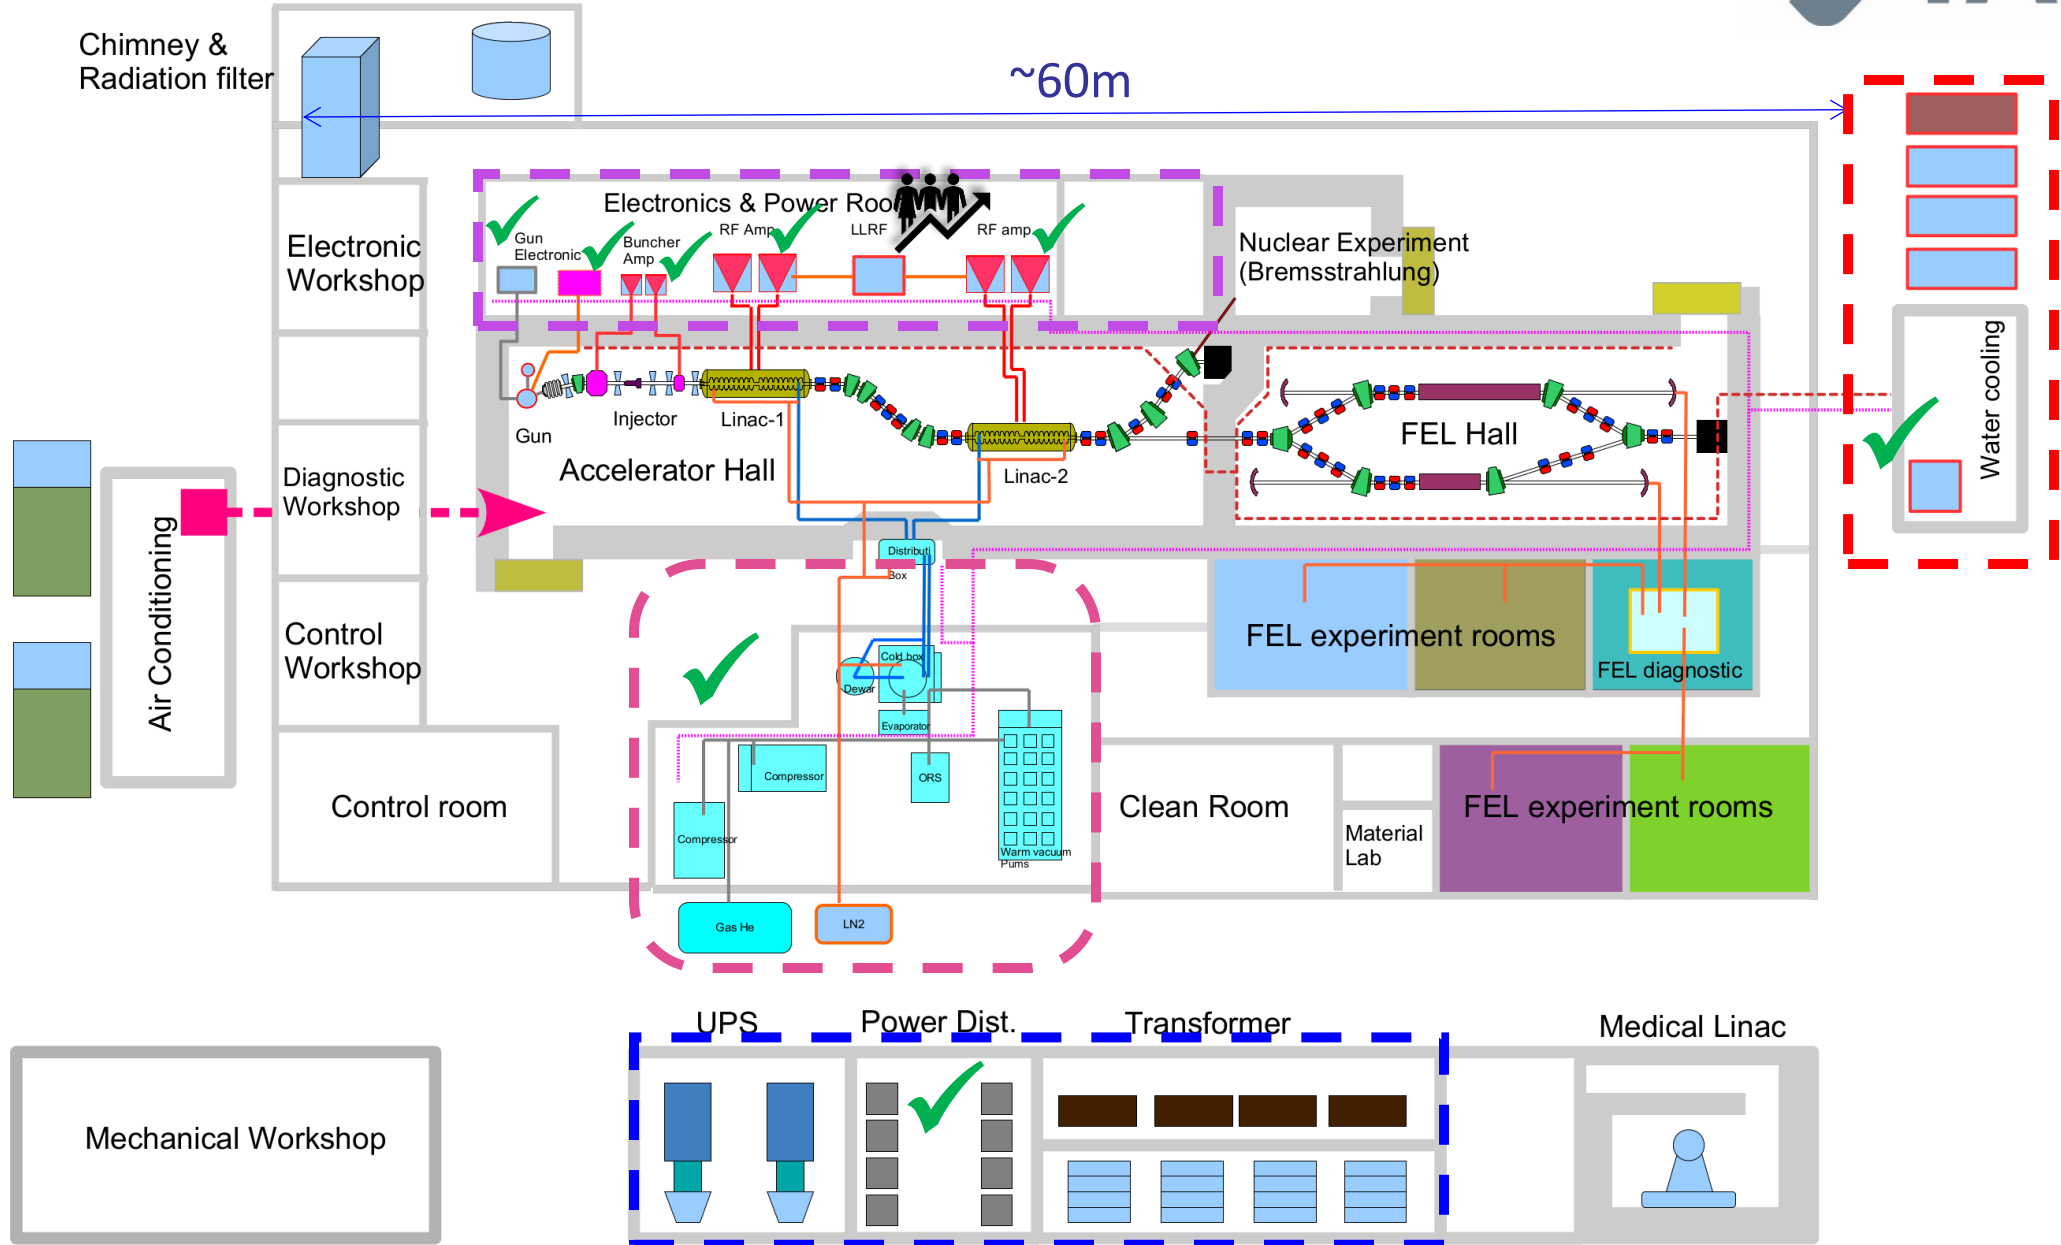 Chimney &
Radiation filter
~60m
Electronics & Power Roo
Gun
Electronic
Buncher
Amp
RF Amp
LLRF
RF amp
Nuclear Experiment
(Bremsstrahlung)
Electronic
Workshop
Water cooling
Gun
Injector
Linac-1
Linac-2
Accelerator Hall
FEL Hall
Diagnostic
Workshop
Air Conditioning
Distributi
Box
Control
Workshop
Cold box
Dewar
Evaporator
FEL experiment rooms
FEL diagnostic
Compressor
ORS
Compressor
Warm vacuum
Pums
Control room
Clean Room
Material
Lab
FEL experiment rooms
Gas He
LN2
UPS
Power Dist.
Transformer
Medical Linac
Mechanical Workshop